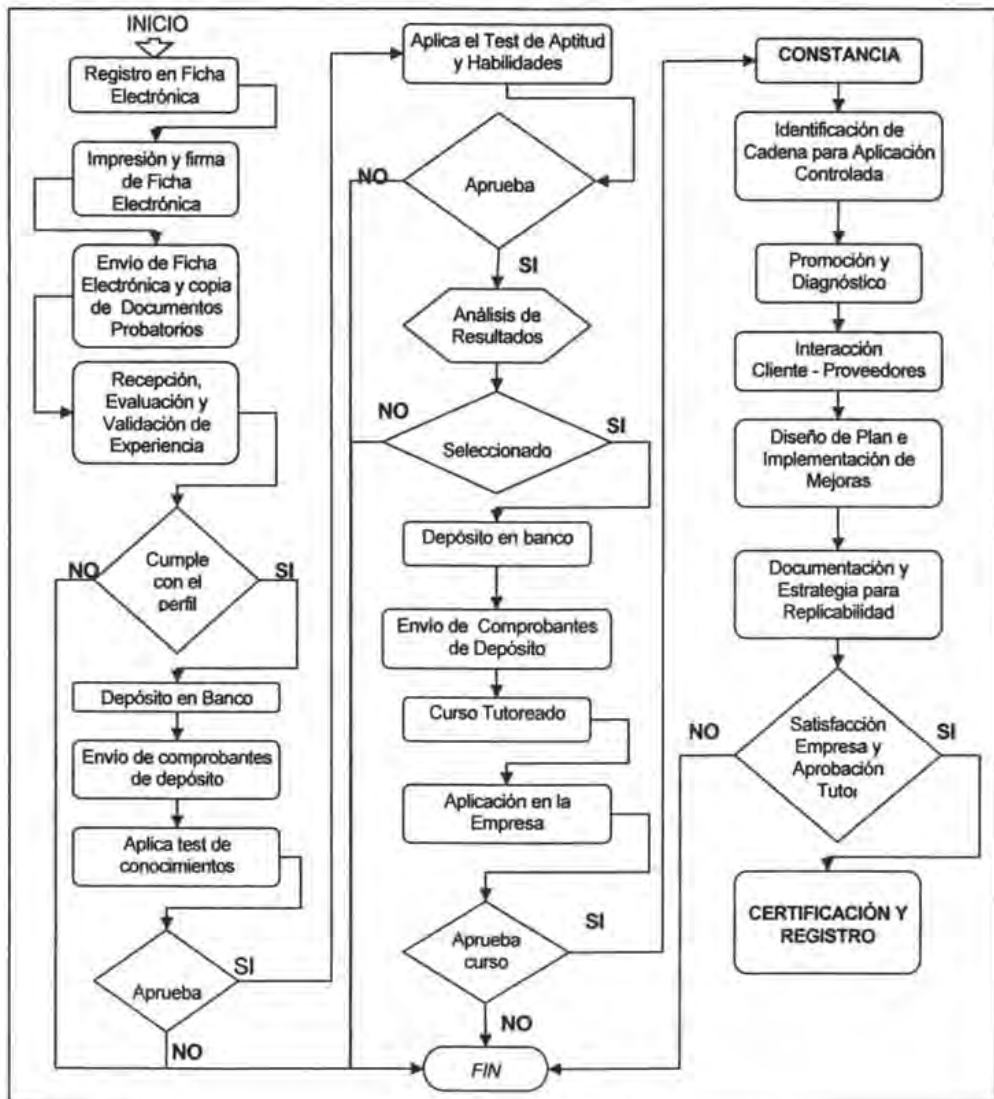 INICIO
Registro en Ficha
Electrónica
Impresión y firma
de Ficha
Electrónica
Envío de Ficha
Electrónica y copia
de Documentos
Probatorios
Recepción,
Evaluación y
Validación de
Experiencia
NO
Cumple
con el
perfil
SI
Depósito en Banco
Envío de comprobantes
de depósito
Aplica test de
conocimientos
Aprueba
SI
NO
Aplica el Test de Aptitud
y Habilidades
NO
Aprueba
SI
Análisis de
Resultados
NO
SI
Seleccionado
Depósito en banco
Envío de Comprobantes
de Depósito
Curso Tutoreado
Aplicación en la
Empresa
Aprueba
curso
SI
NO
FIN
CONSTANCIA
Identificación de
Cadena para Aplicación
Controlada
Promoción y
Diagnóstico
Interacción
Cliente - Proveedores
Diseño de Plan e
Implementación de
Mejoras
Documentación y
Estrategia para
Replicabilidad
NO
Satisfacción
Empresa y
Aprobación
Tutor
SI
CERTIFICACIÓN Y
REGISTRO